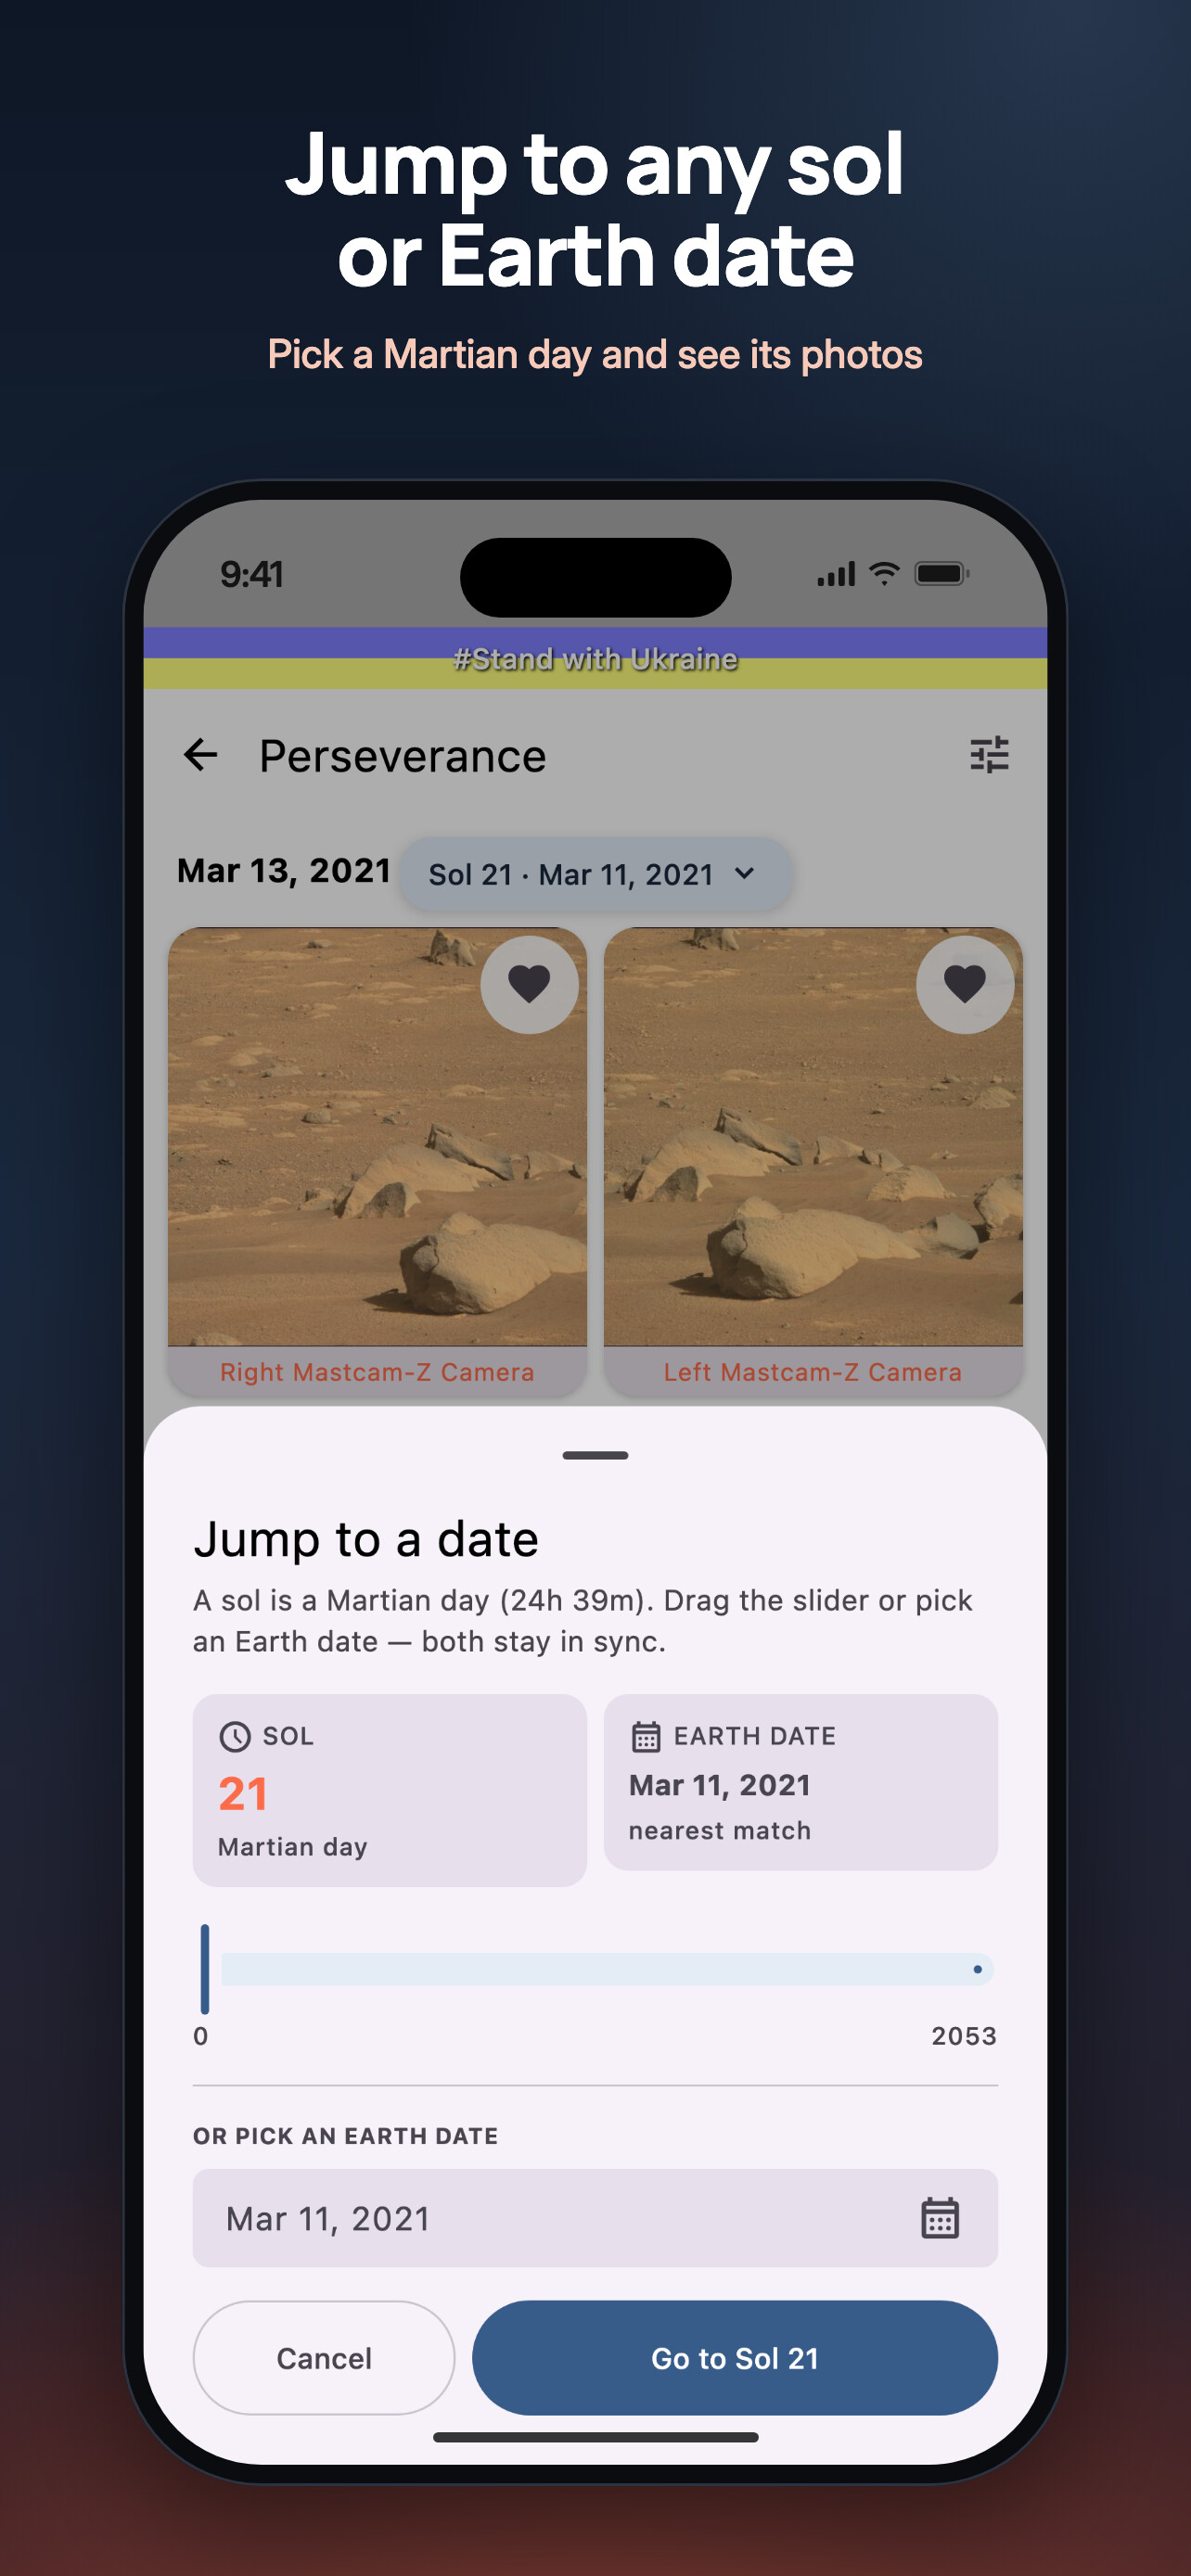 Jump to any sol
or Earth date
Pick a Martian day and see its photos
9:41
#Stand with Ukraine
Perseverance
Mar 13, 2021
Sol 21 · Mar 11, 2021
Right Mastcam-Z Camera
Left Mastcam-Z Camera
Jump to a date
A sol is a Martian day (24h 39m). Drag the slider or pick
an Earth date — both stay in sync.
SOL
21
Martian day
EARTH DATE
Mar 11, 2021
nearest match
0
2053
OR PICK AN EARTH DATE
Mar 11, 2021
Cancel
Go to Sol 21